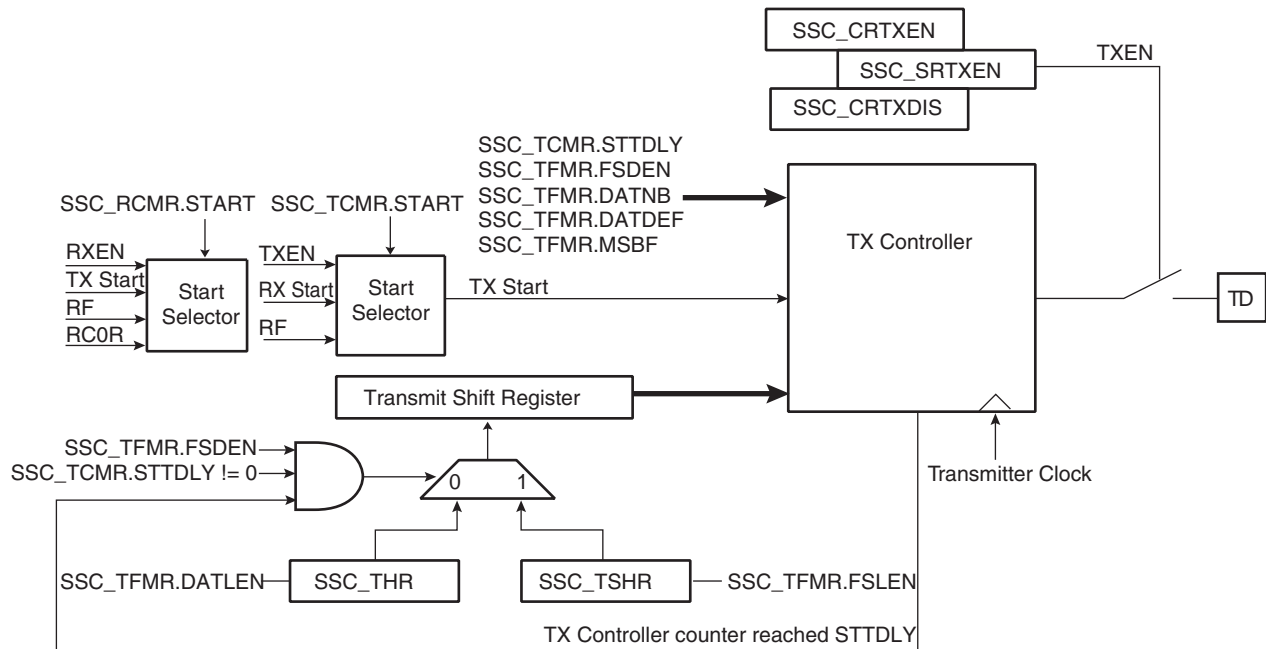 SSC_CRTXEN
SSC_SRTXEN
TXEN
SSC_CRTXDIS
SSC_TCMR.STTDLY
SSC_TFMR.FSDEN
SSC_TFMR.DATNB
SSC_TFMR.DATDEF
SSC_TFMR.MSBF
SSC_RCMR.START
SSC_TCMR.START
RXEN
TX Start
RF
RC0R
Start
Selector
TXEN
RX Start
RF
Start
Selector
TX Start
TX Controller
TD
Transmit Shift Register
Transmitter Clock
SSC_TFMR.FSDEN
SSC_TCMR.STTDLY != 0
0
1
SSC_TFMR.DATLEN
SSC_THR
SSC_TSHR
SSC_TFMR.FSLEN
TX Controller counter reached STTDLY